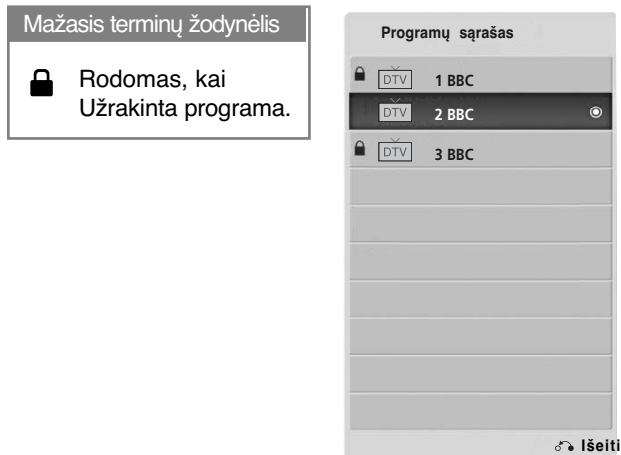 Mažasis terminų žodynėlis
Rodomas, kai
Užrakinta programa.
Programų sąrašas
DTV 1 BBC
DTV 2 BBC
DTV 3 BBC
Išeiti